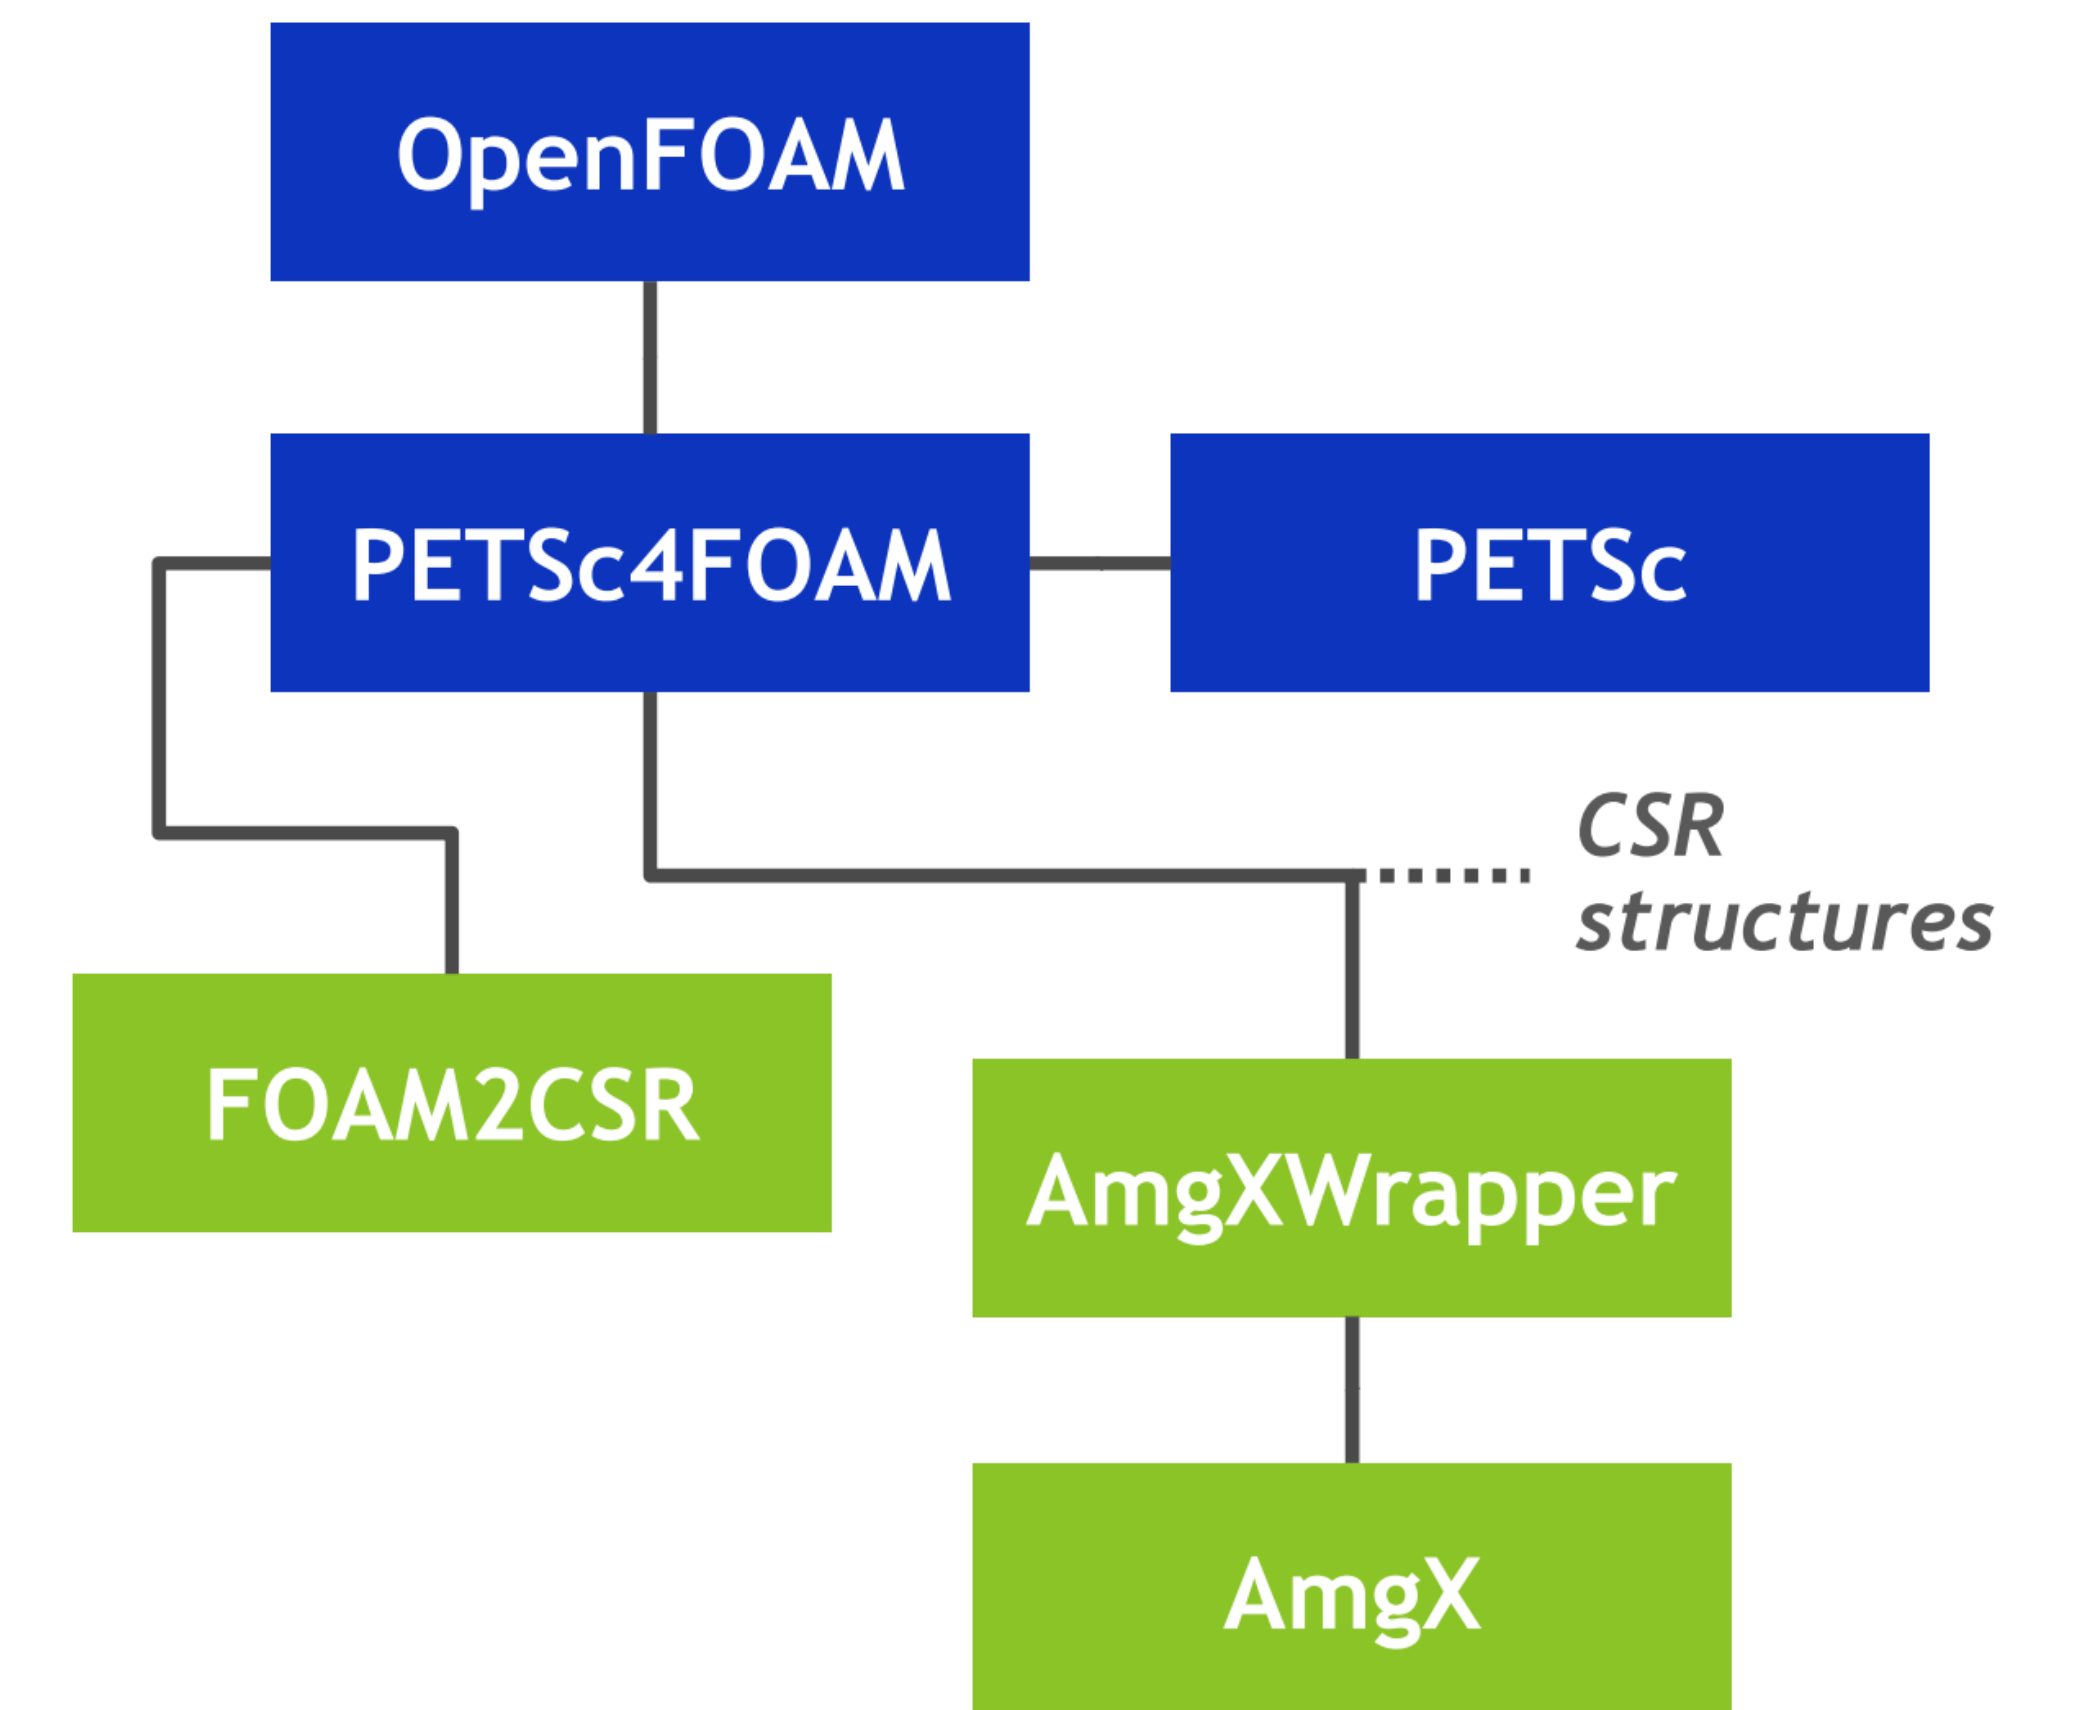 OpenFOAM
PETSc4FOAM
PETSc
CSR
structures
FOAM2CSR
AmgXWrapper
AmgX